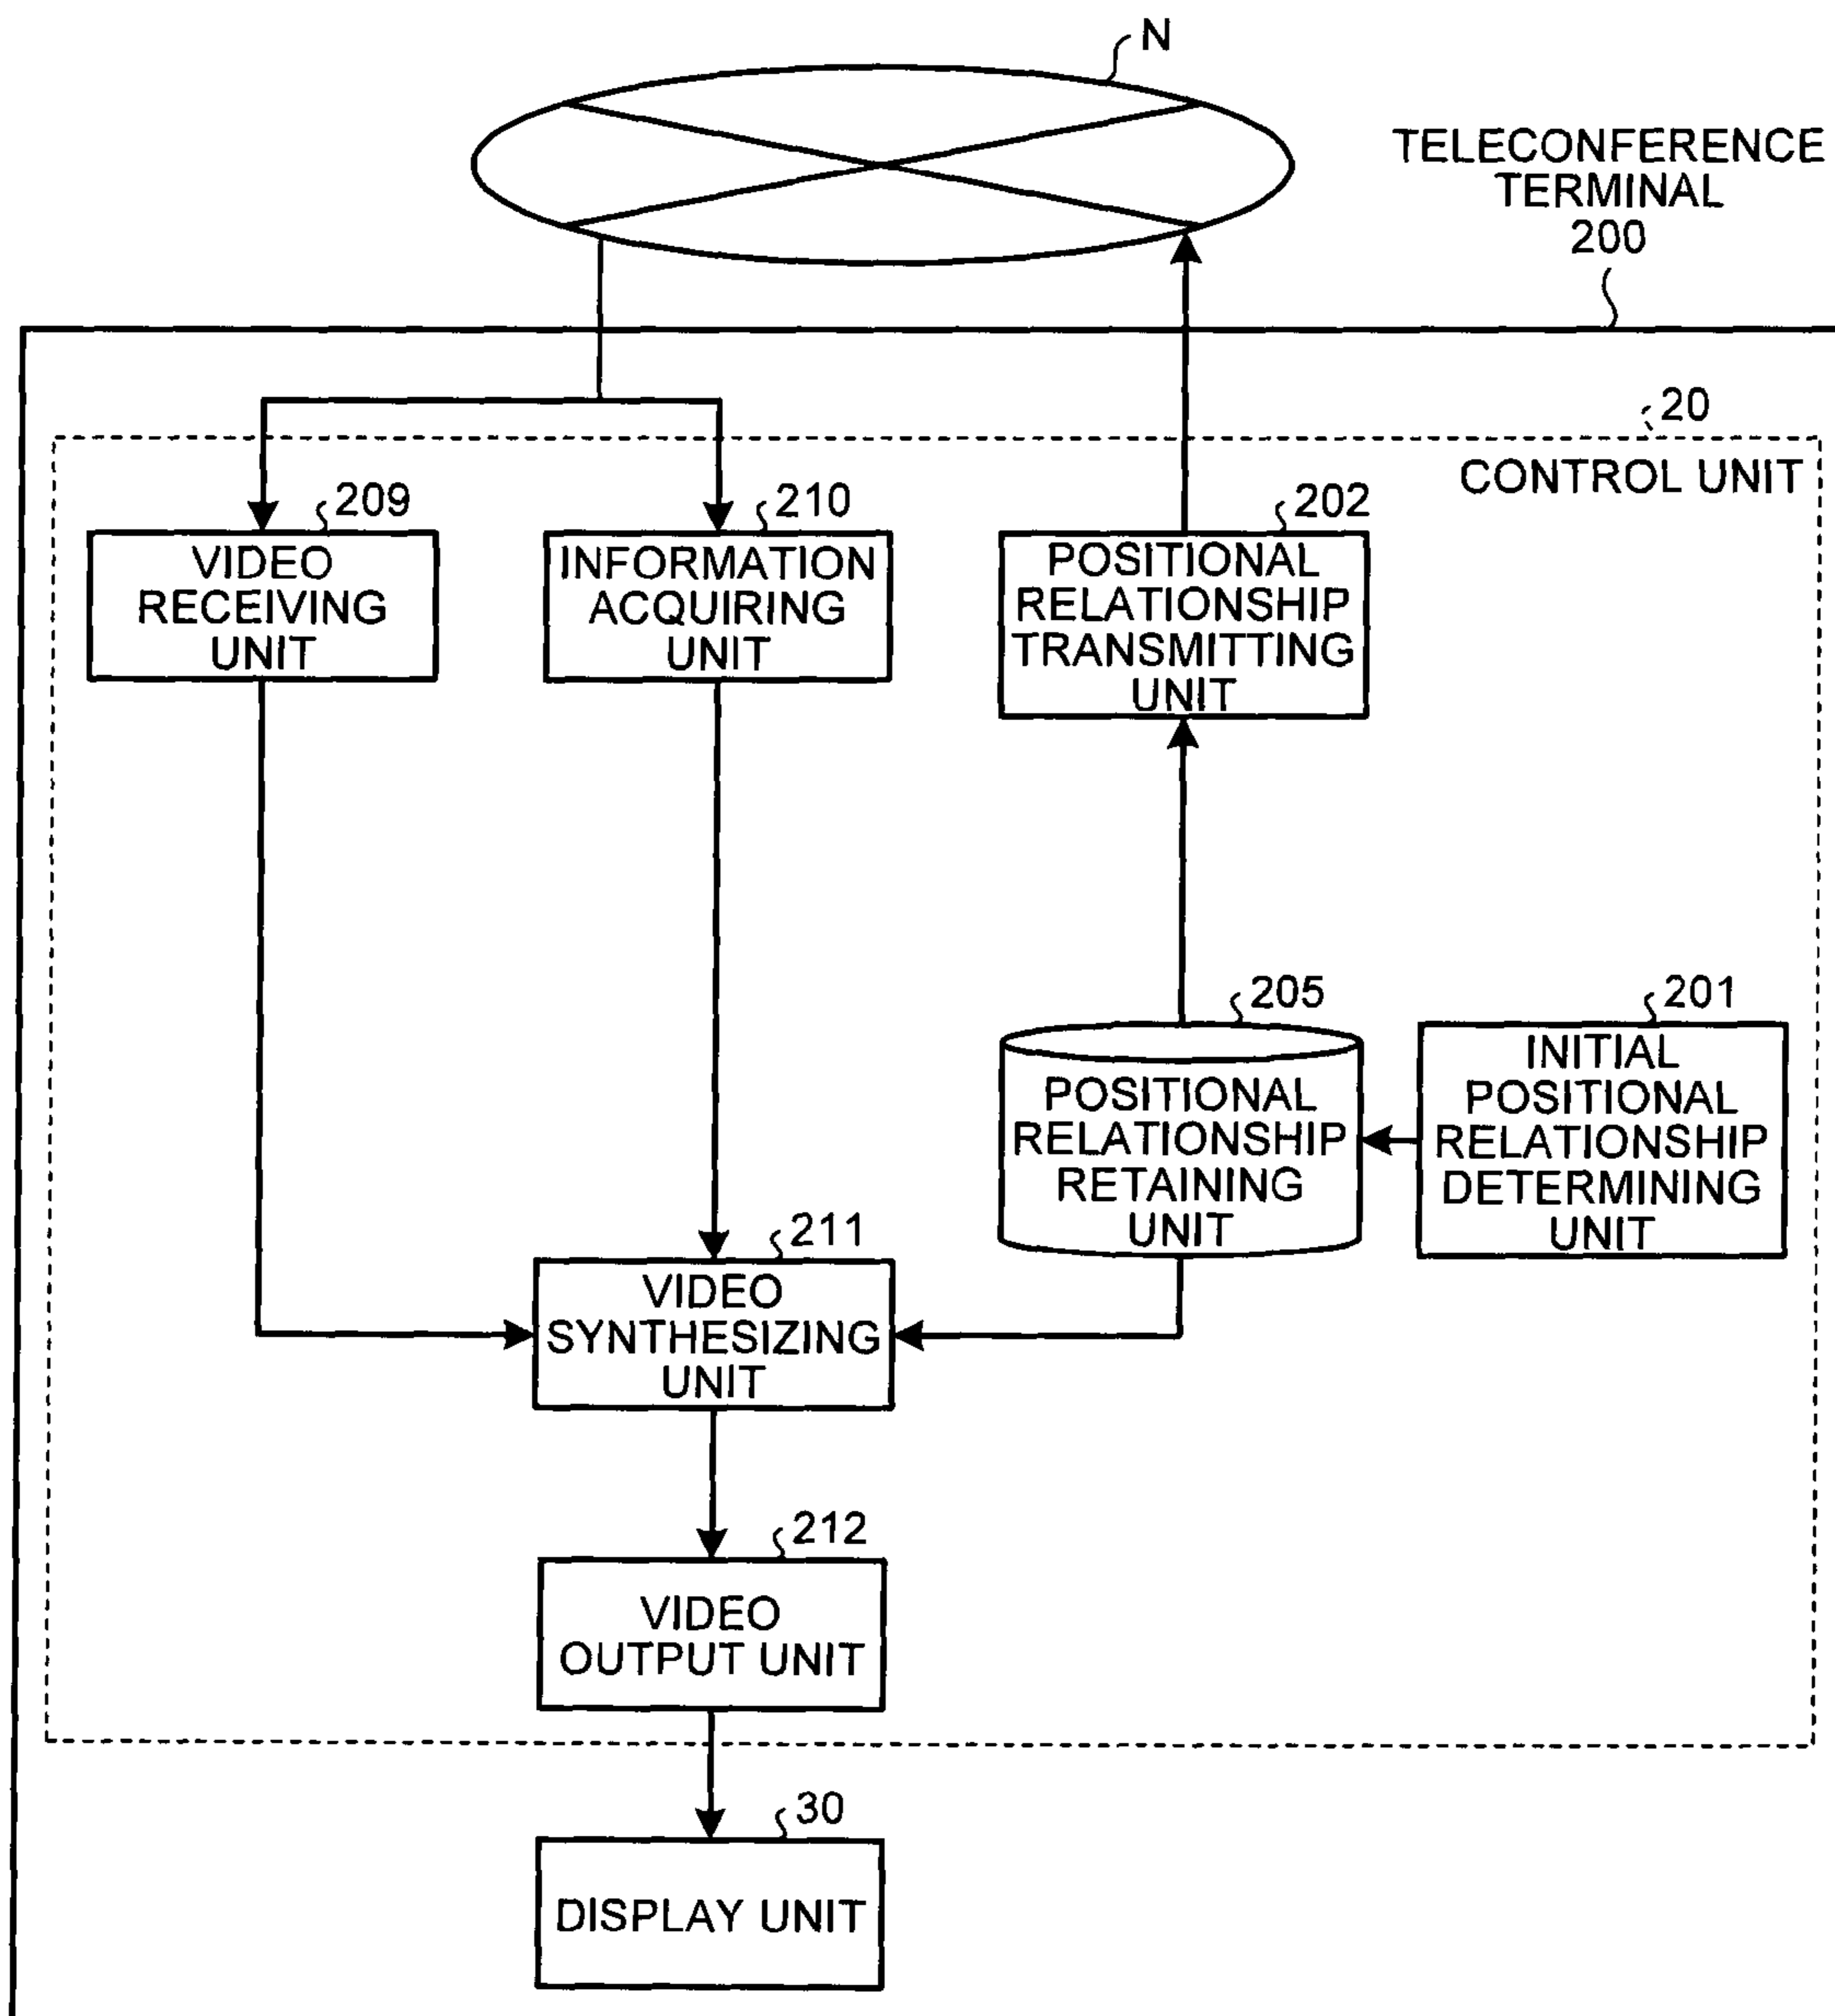 N
TELECONFERENCE
TERMINAL
200
20
CONTROL UNIT
209
VIDEO
RECEIVING
UNIT
210
INFORMATION
ACQUIRING
UNIT
202
POSITIONAL
RELATIONSHIP
TRANSMITTING
UNIT
205
POSITIONAL
RELATIONSHIP
RETAINING
UNIT
201
INITIAL
POSITIONAL
RELATIONSHIP
DETERMINING
UNIT
211
VIDEO
SYNTHESIZING
UNIT
212
VIDEO
OUTPUT UNIT
30
DISPLAY UNIT